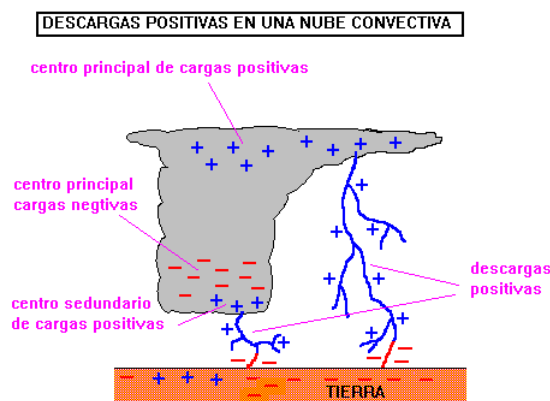 DESCARGAS POSITIVAS EN UNA NUBE CONVECTIVA
centro principal de cargas positivas
centro principal
cargas negtivas
centro sedundario
de cargas positivas
descargas
positivas
TIERRA